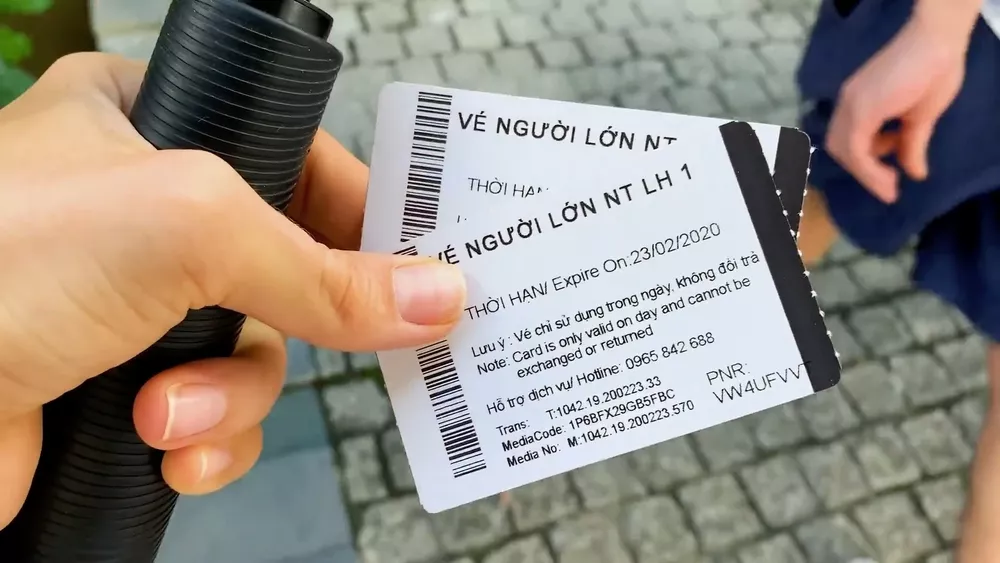 VÉ NGƯỜI LỚN
THỜI HẠN
VÉ NGƯỜI LỚN NT LH 1
THỜI HẠN/ Expire On:23/02/2020
Lưu ý : Vé chỉ sử dụng trong ngày, không đổi trả
Note: Card is only valid on day and cannot be
exchanged or returned
Hỗ trợ dịch vụ/ Hotline: 0965 842 688
Trans: T:1042.19.200223.33
MediaCode: 1P6BFX29GB5FBC
Media No: M:1042.19.200223.570
PNR: